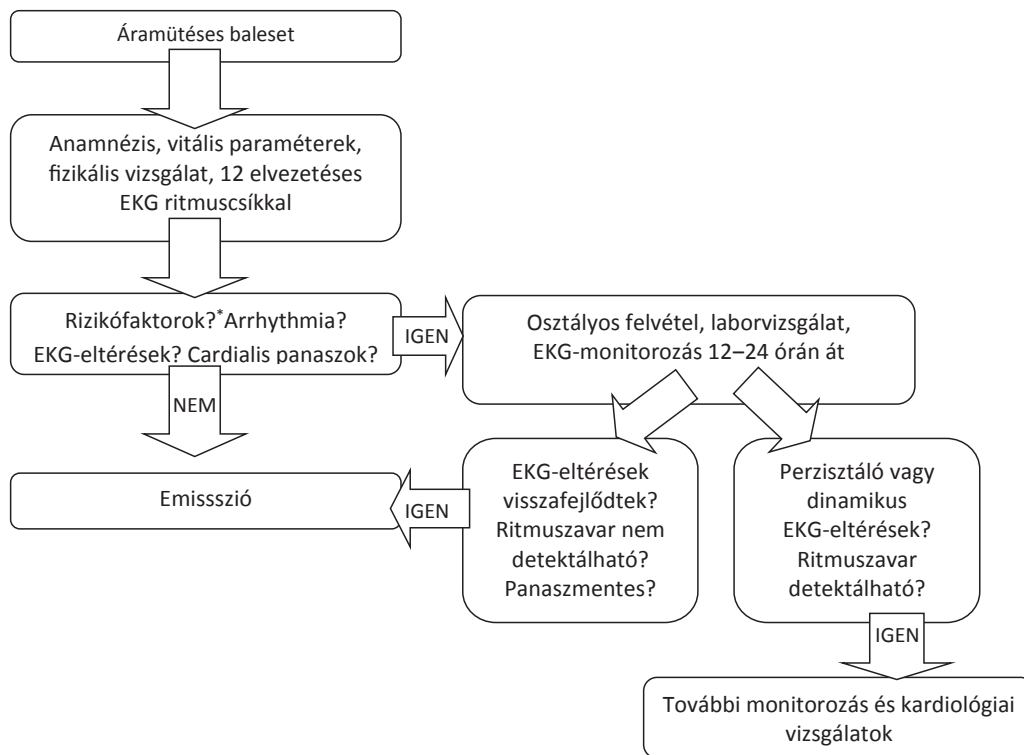 Áramütéses baleset
Anamnézis, vitális paraméterek,
fizikális vizsgálat, 12 elvezetéses
EKG ritmuscsíkkal
Rizikófaktorok?*Arrhythmia?
EKG-eltérések? Cardialis panaszok?
IGEN
Osztályos felvétel, laborvizsgálat,
EKG-monitorozás 12–24 órán át
NEM
Emissszió
IGEN
EKG-eltérések
visszafejlődtek?
Ritmuszavar nem
detektálható?
Panaszmentes?
Perzisztáló vagy
dinamikus
EKG-eltérések?
Ritmuszavar
detektálható?
IGEN
További monitorozás és kardiológiai
vizsgálatok